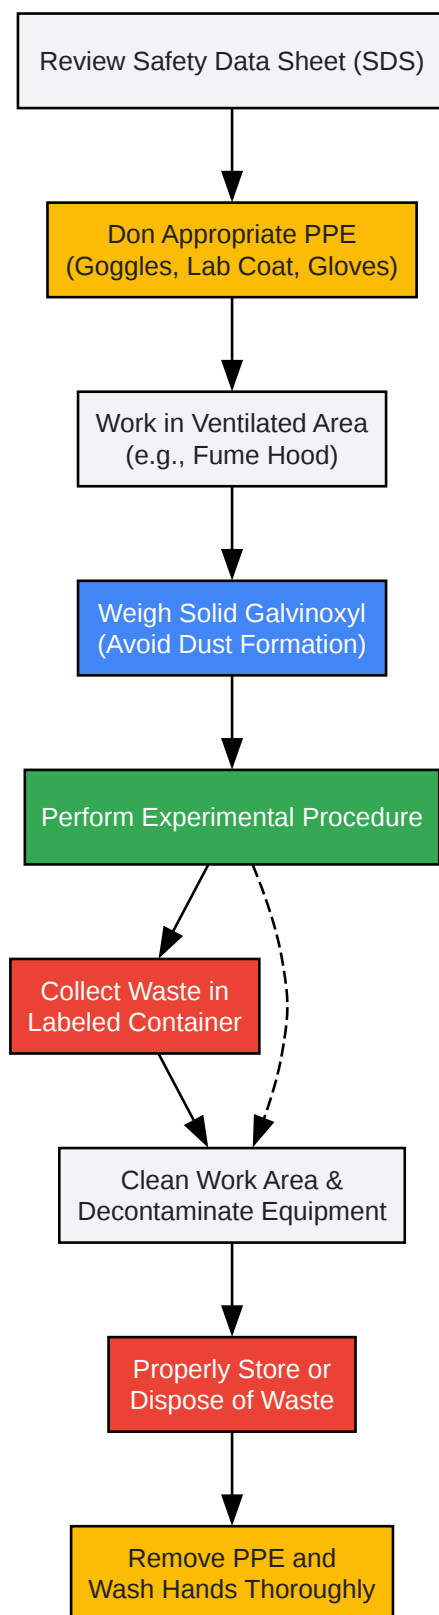 Review Safety Data Sheet (SDS)
Don Appropriate PPE
(Goggles, Lab Coat, Gloves)
Work in Ventilated Area
(e.g., Fume Hood)
Weigh Solid Galvinoxyl
(Avoid Dust Formation)
Perform Experimental Procedure
Collect Waste in
Labeled Container
Clean Work Area &
Decontaminate Equipment
Properly Store or
Dispose of Waste
Remove PPE and
Wash Hands Thoroughly